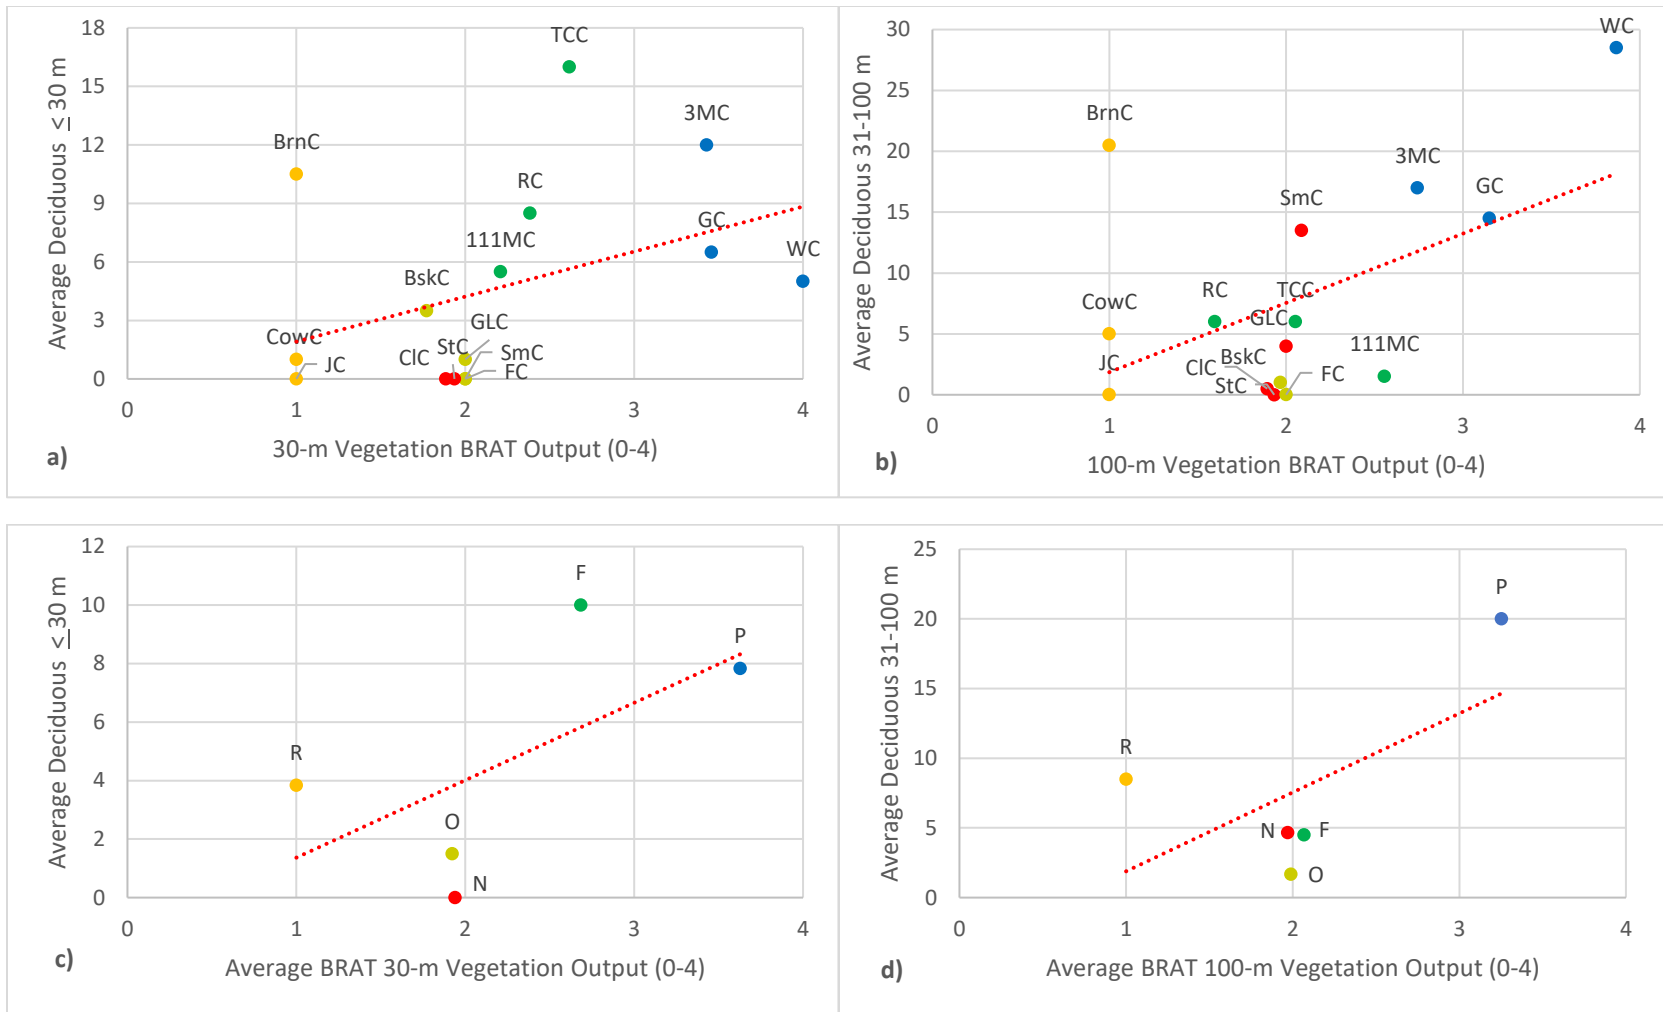 18
15
12
9
6
3
0
0
1
2
3
4
Average Deciduous ≤ 30 m
TCC
3MC
BrnC
RC
GC
111MC
WC
BskC
GLC
CowC
StC
SmC
JC
ClC
FC
30-m Vegetation BRAT Output (0-4)
a)
30
25
20
15
10
5
0
0
1
2
3
4
Average Deciduous 31-100 m
WC
BrnC
3MC
GC
SmC
RC
TCC
CowC
GLC
111MC
JC
BskC
ClC
FC
StC
100-m Vegetation BRAT Output (0-4)
b)
12
10
8
6
4
2
0
0
1
2
3
4
Average Deciduous ≤ 30 m
F
P
R
O
N
Average BRAT 30-m Vegetation Output (0-4)
c)
25
20
15
10
5
0
0
1
2
3
4
Average Deciduous 31-100 m
P
R
N
F
O
Average BRAT 100-m Vegetation Output (0-4)
d)